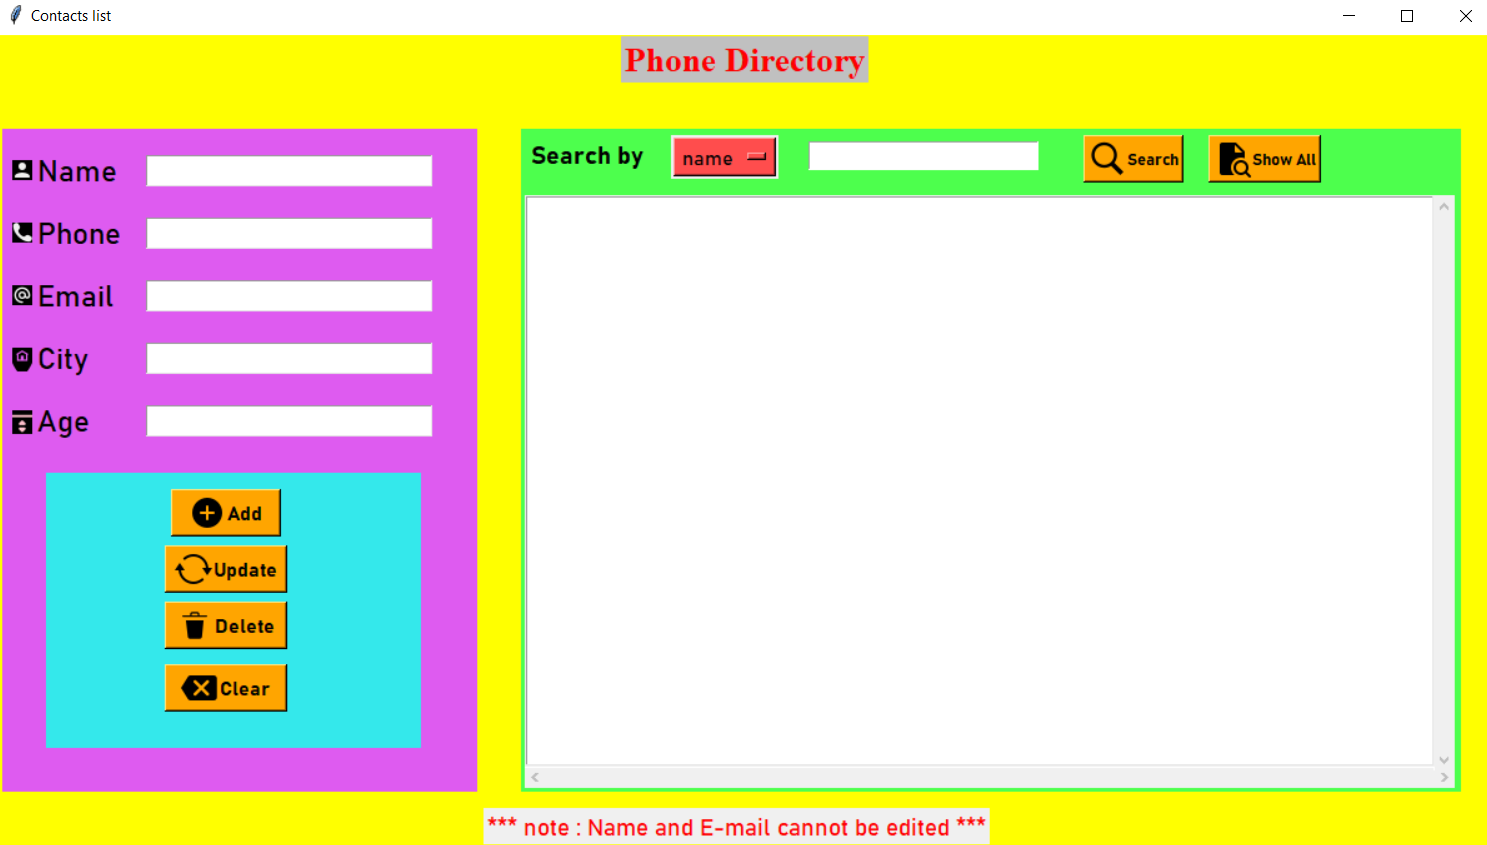 Contacts list
Phone Directory
Name
Phone
Email
City
Age
Add
Update
Delete
Clear
Search by name Search Show All
*** note : Name and E-mail cannot be edited ***